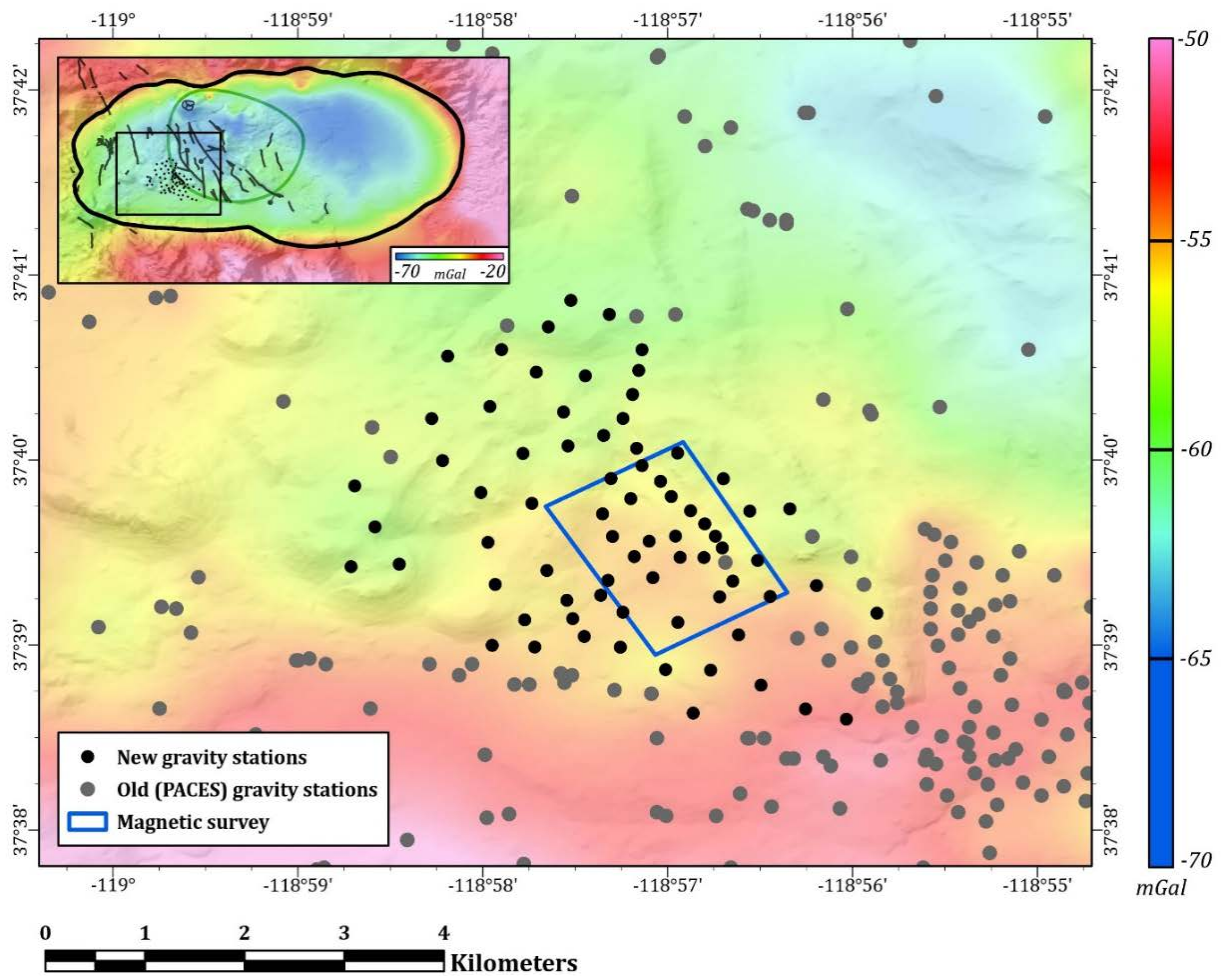 -119° -118°59' -118°58' -118°57' -118°56' -118°55'
-50
37°42' 37°42'
-70 mGal -20
-55
37°41' 37°41'
-60
37°40' 37°40'
-65
37°39' 37°39'
New gravity stations
Old (PACES) gravity stations
Magnetic survey
37°38' 37°38'
-70
mGal
-119° -118°59' -118°58' -118°57' -118°56' -118°55'
0 1 2 3 4
Kilometers